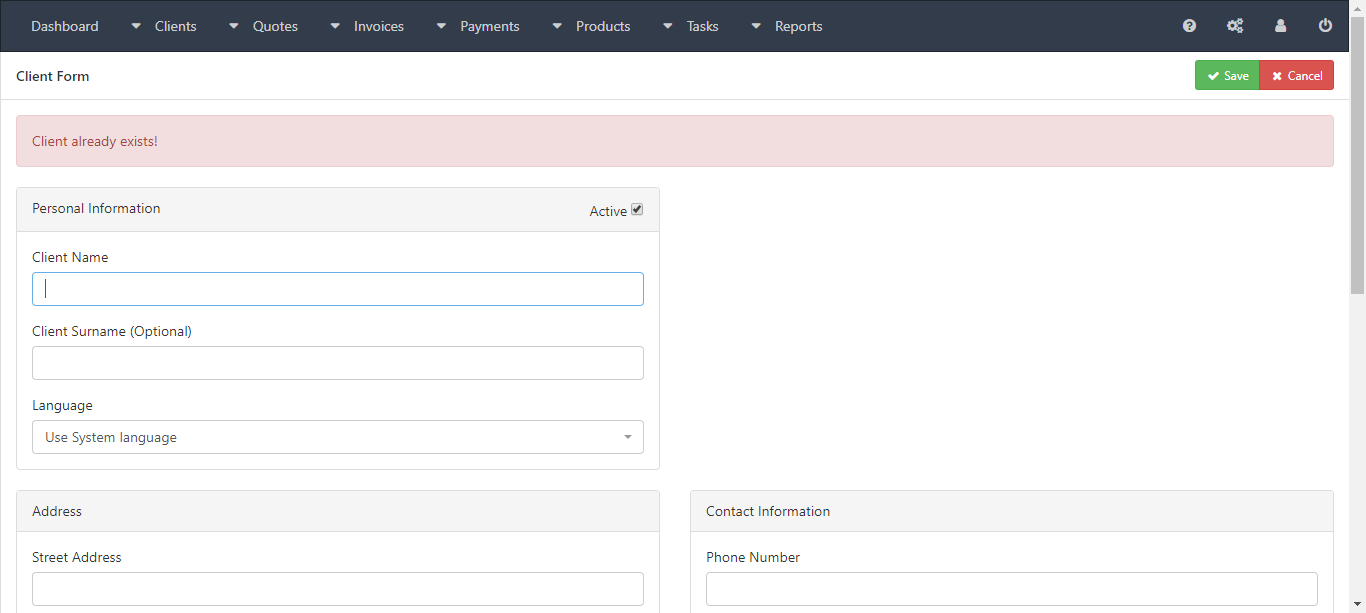 Dashboard Clients Quotes Invoices Payments Products Tasks Reports
Client Form Save Cancel
Client already exists!
Personal Information Active
Client Name
Client Surname (Optional)
Language
Use System language
Address
Street Address
Contact Information
Phone Number